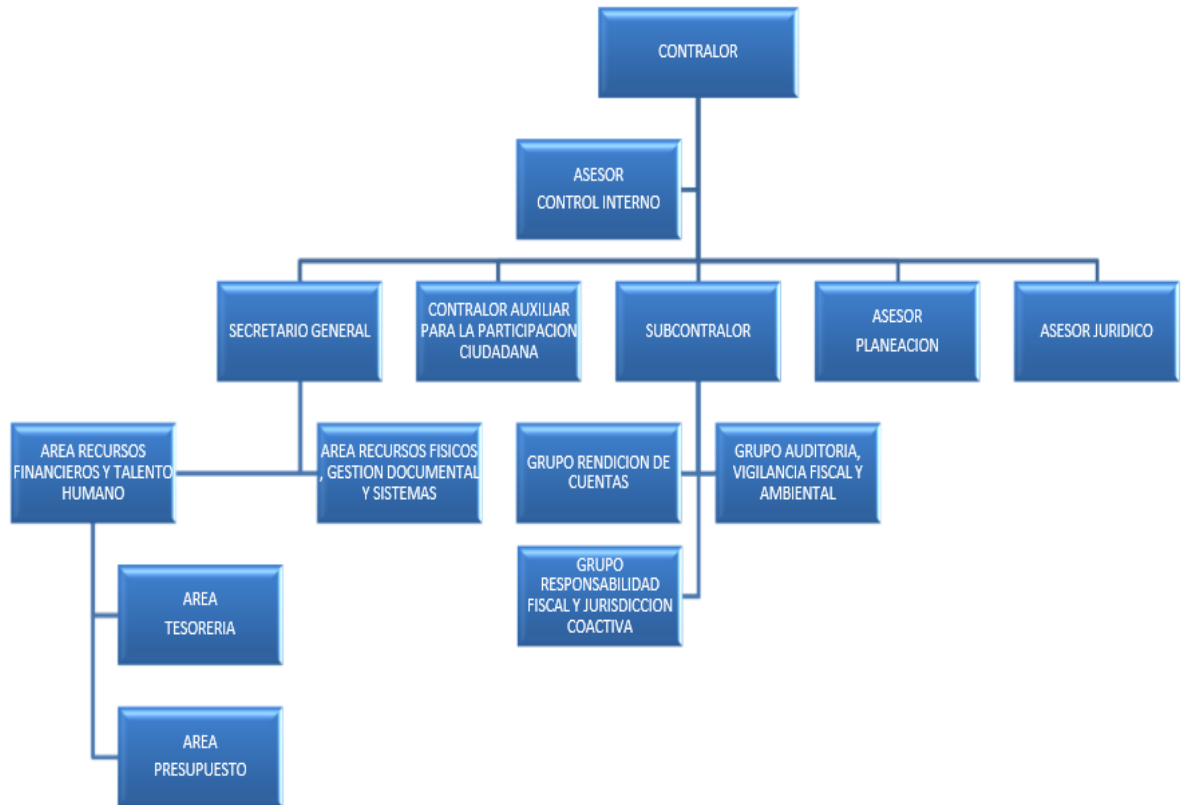 CONTRALOR
ASESOR
CONTROL INTERNO
SECRETARIO GENERAL
CONTRALOR AUXILIAR
PARA LA PARTICIPACION
CIUDADANA
SUBCONTRALOR
ASESOR
PLANEACION
ASESOR JURIDICO
AREA RECURSOS
FINANCIEROS Y TALENTO
HUMANO
AREA RECURSOS FISICOS
, GESTION DOCUMENTAL
Y SISTEMAS
GRUPO RENDICION DE
CUENTAS
GRUPO AUDITORIA,
VIGILANCIA FISCAL Y
AMBIENTAL
GRUPO
RESPONSABILIDAD
FISCAL Y JURISDICCION
COACTIVA
AREA
TESORERIA
AREA
PRESUPUESTO